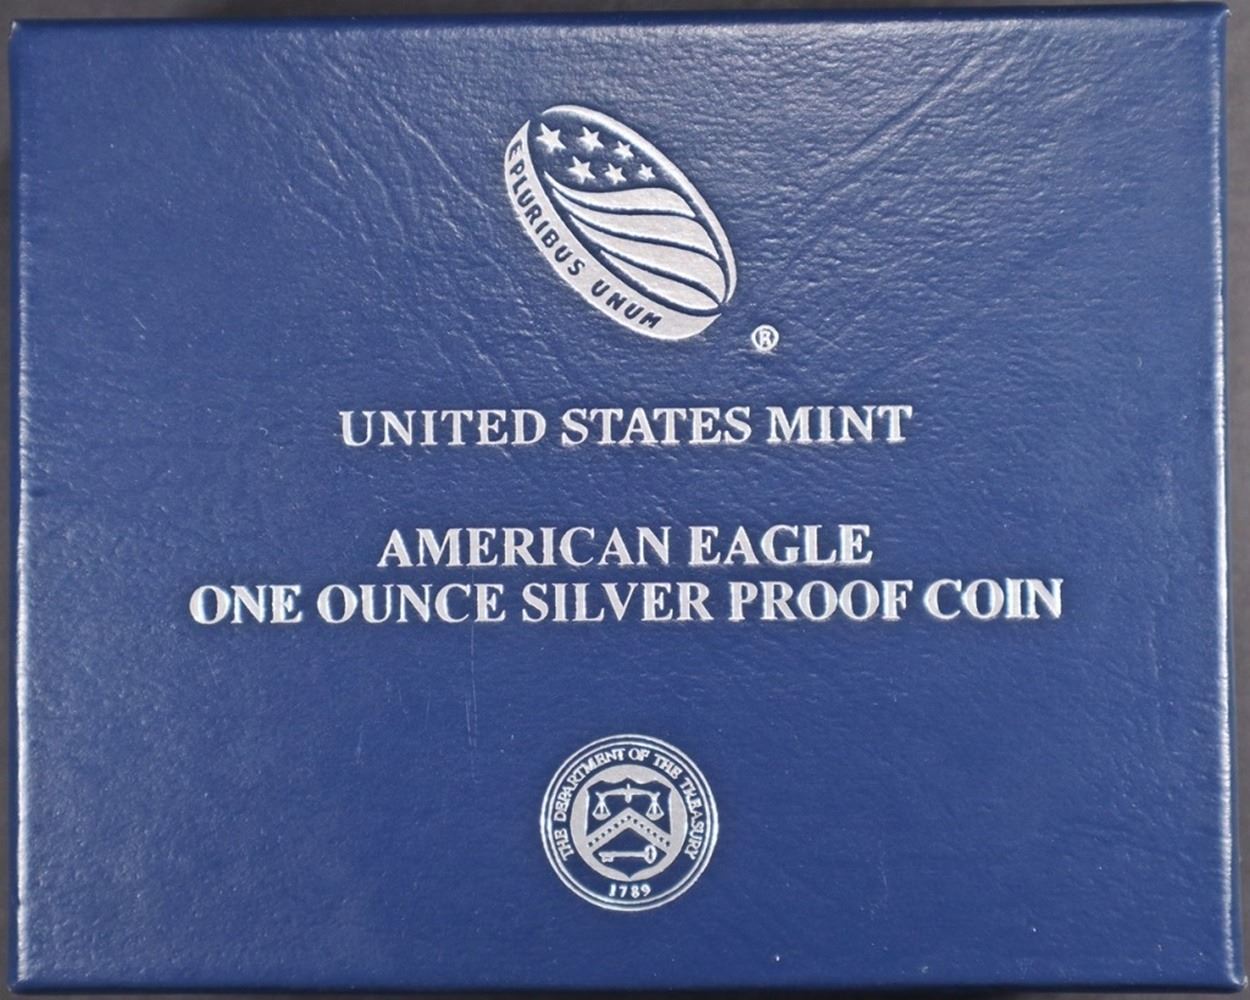 E PLURIBUS UNUM
®
UNITED STATES MINT
AMERICAN EAGLE
ONE OUNCE SILVER PROOF COIN
THE DEPARTMENT OF THE TREASURY
1789